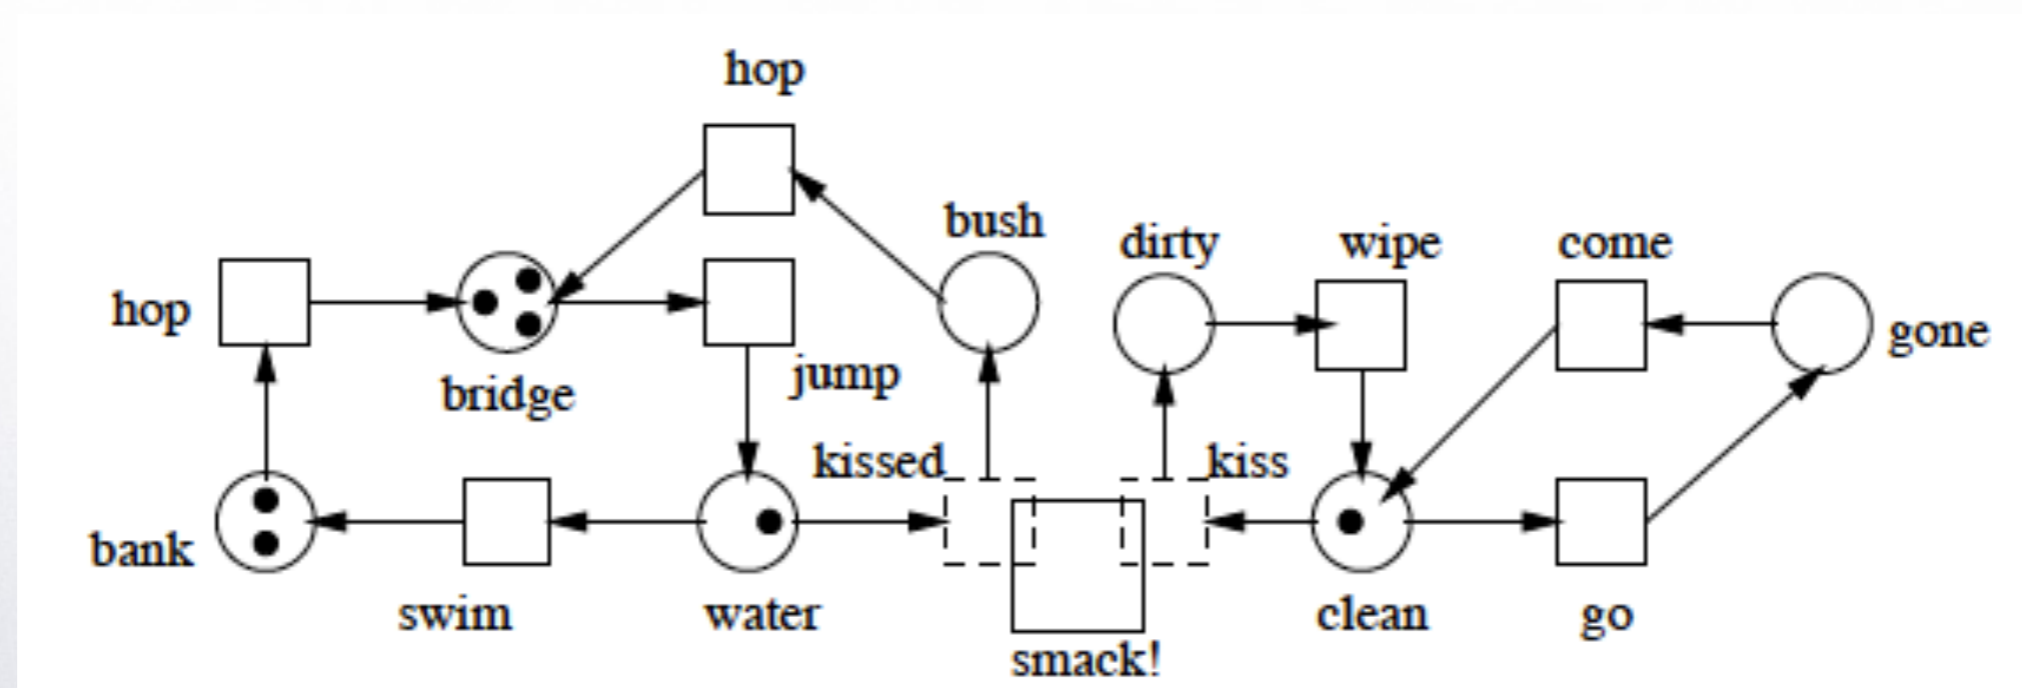 hop
bush
dirty
wipe
come
hop
gone
jump
bridge
kissed
kiss
bank
swim
water
clean
go
smack!